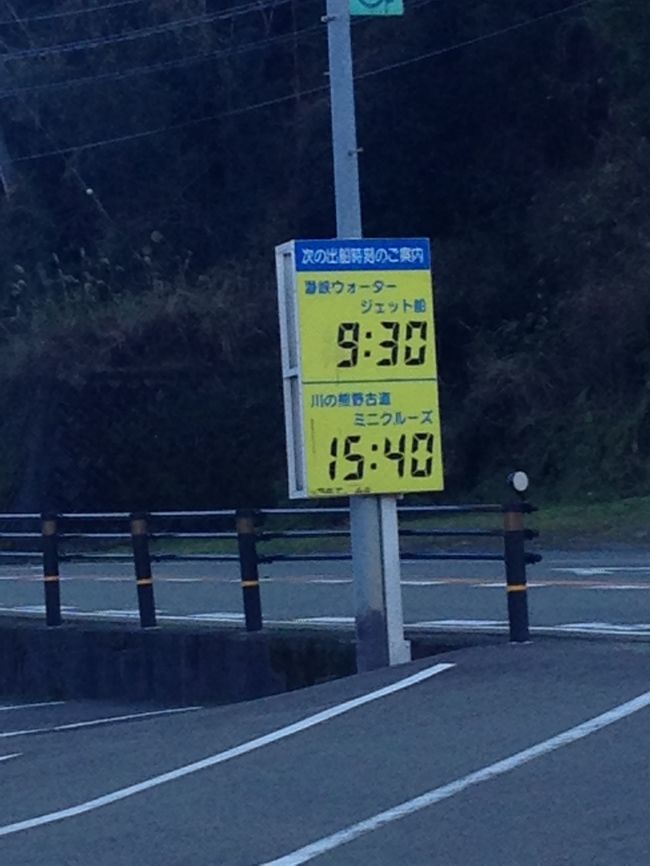 次の出船時刻のご案内
瀞峡ウォーター
ジェット船
9:30
川の熊野古道
ミニクルーズ
15:40